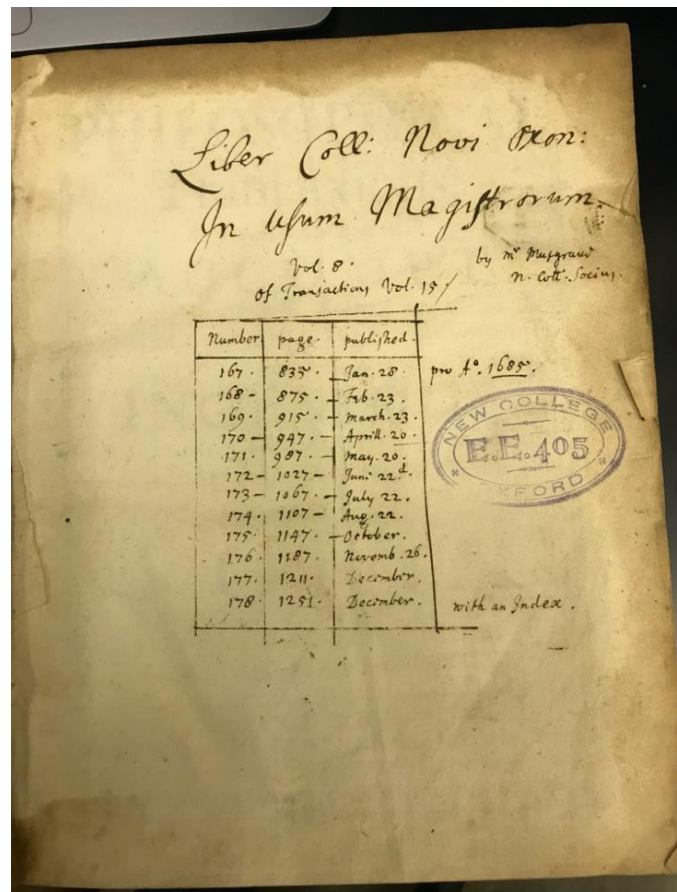 Liber Coll: Novi Oxon:
In Usum Magistrorum.
by Mr Musgrave
N. Coll. Socius.
Vol. 8.
Of Transactions Vol. 15
Number page. published.
167. 835. Jan. 28. pro Ao. 1685.
168 - 875. - Feb. 23.
169. 915. - March. 23.
170 - 947. - Aprill. 20.
171. 987. - May. 20.
172 - 1027 - June 22d.
173 - 1067. - July 22.
174. 1107 - Aug. 22.
175. 1147. - October.
176. 1187. Novemb. 26.
177. 1211. December.
178. 1251. December. with an Index.
NEW COLLEGE
E.E.405
OXFORD